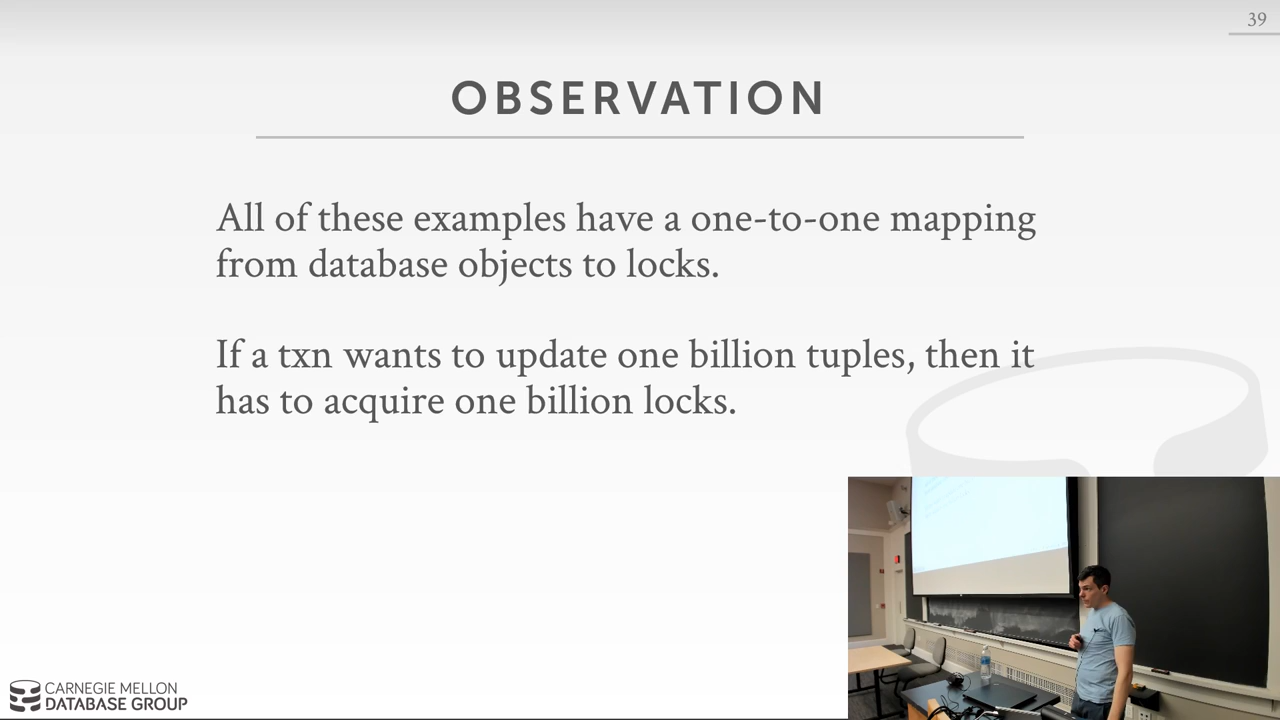 39
OBSERVATION
All of these examples have a one-to-one mapping
from database objects to locks.
If a txn wants to update one billion tuples, then it
has to acquire one billion locks.
CARNEGIE MELLON
DATABASE GROUP